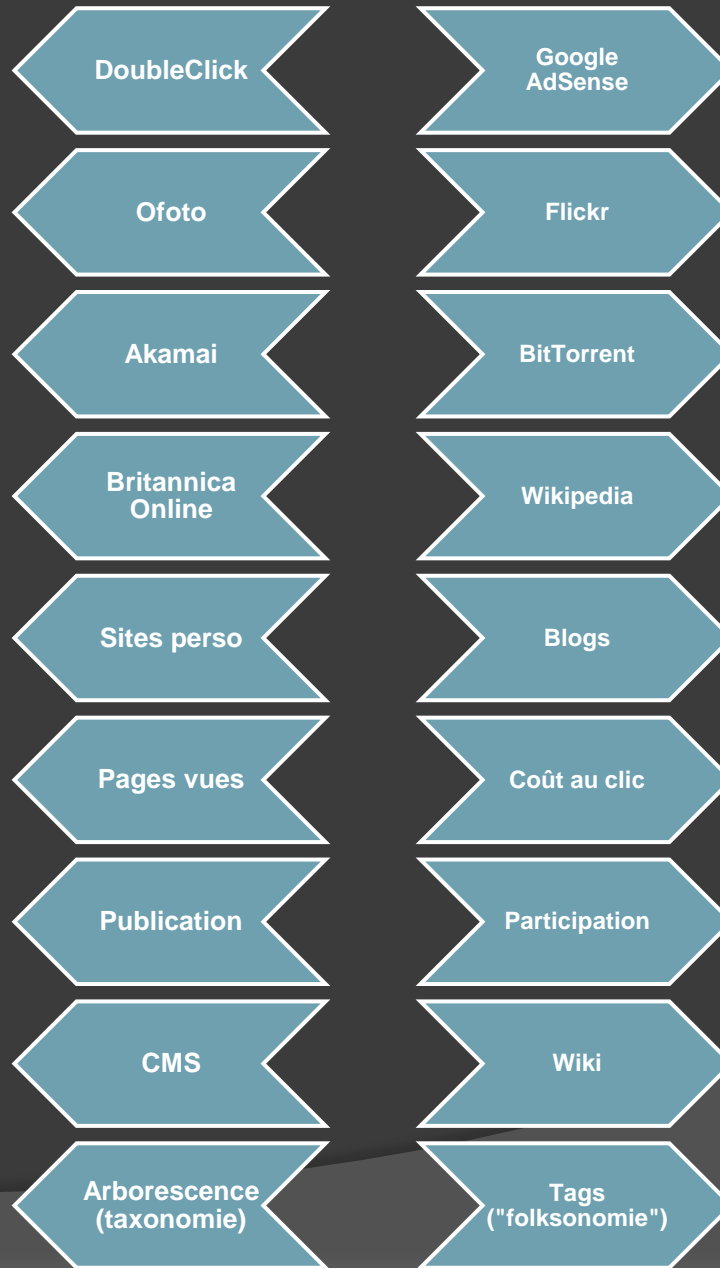 DoubleClick
Google
AdSense
Ofoto
Flickr
Akamai
BitTorrent
Britannica
Online
Wikipedia
Sites perso
Blogs
Pages vues
Coût au clic
Publication
Participation
CMS
Wiki
Arborescence
(taxonomie)
Tags
("folksonomie")